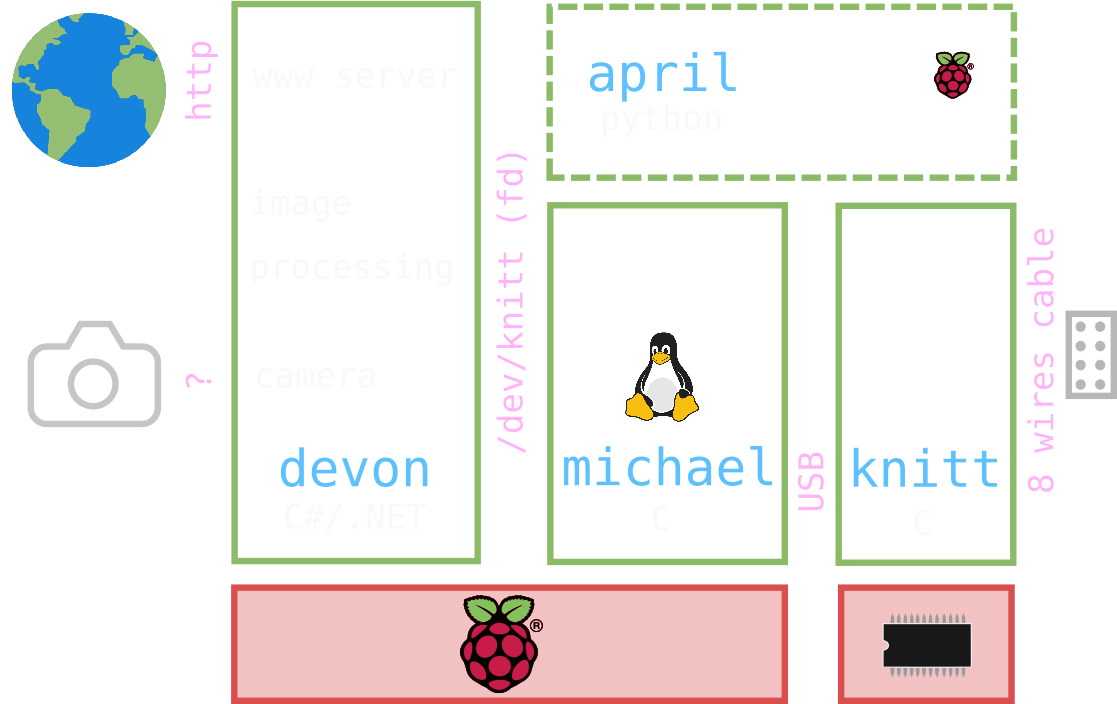 http
www server
image
processing
camera
?
devon
C#/.NET
/dev/knitt (fd)
april
python
®
michael
C
USB
knitt
C
8 wires cable
®